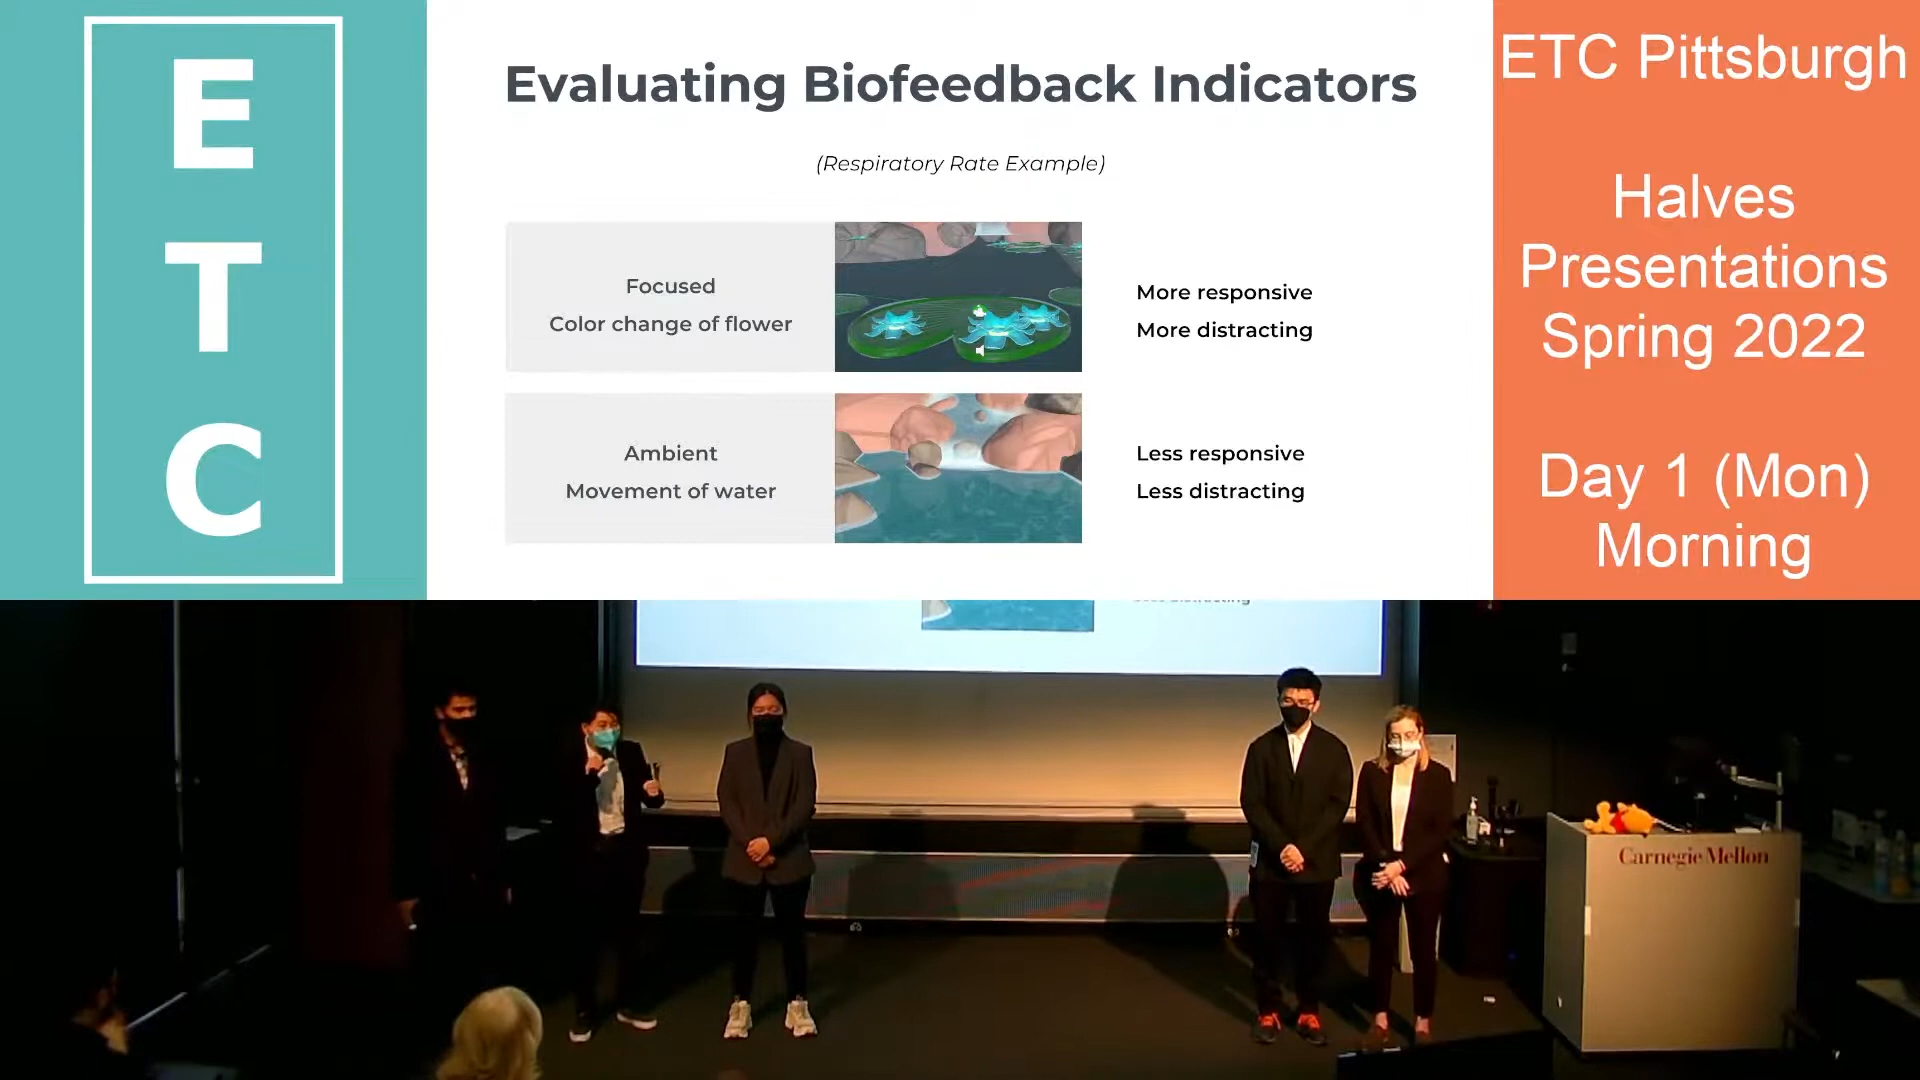 E
T
C
Evaluating Biofeedback Indicators
(Respiratory Rate Example)
Focused
Color change of flower
More responsive
More distracting
Ambient
Movement of water
Less responsive
Less distracting
ETC Pittsburgh
Halves
Presentations
Spring 2022
Day 1 (Mon)
Morning
Carnegie Mellon